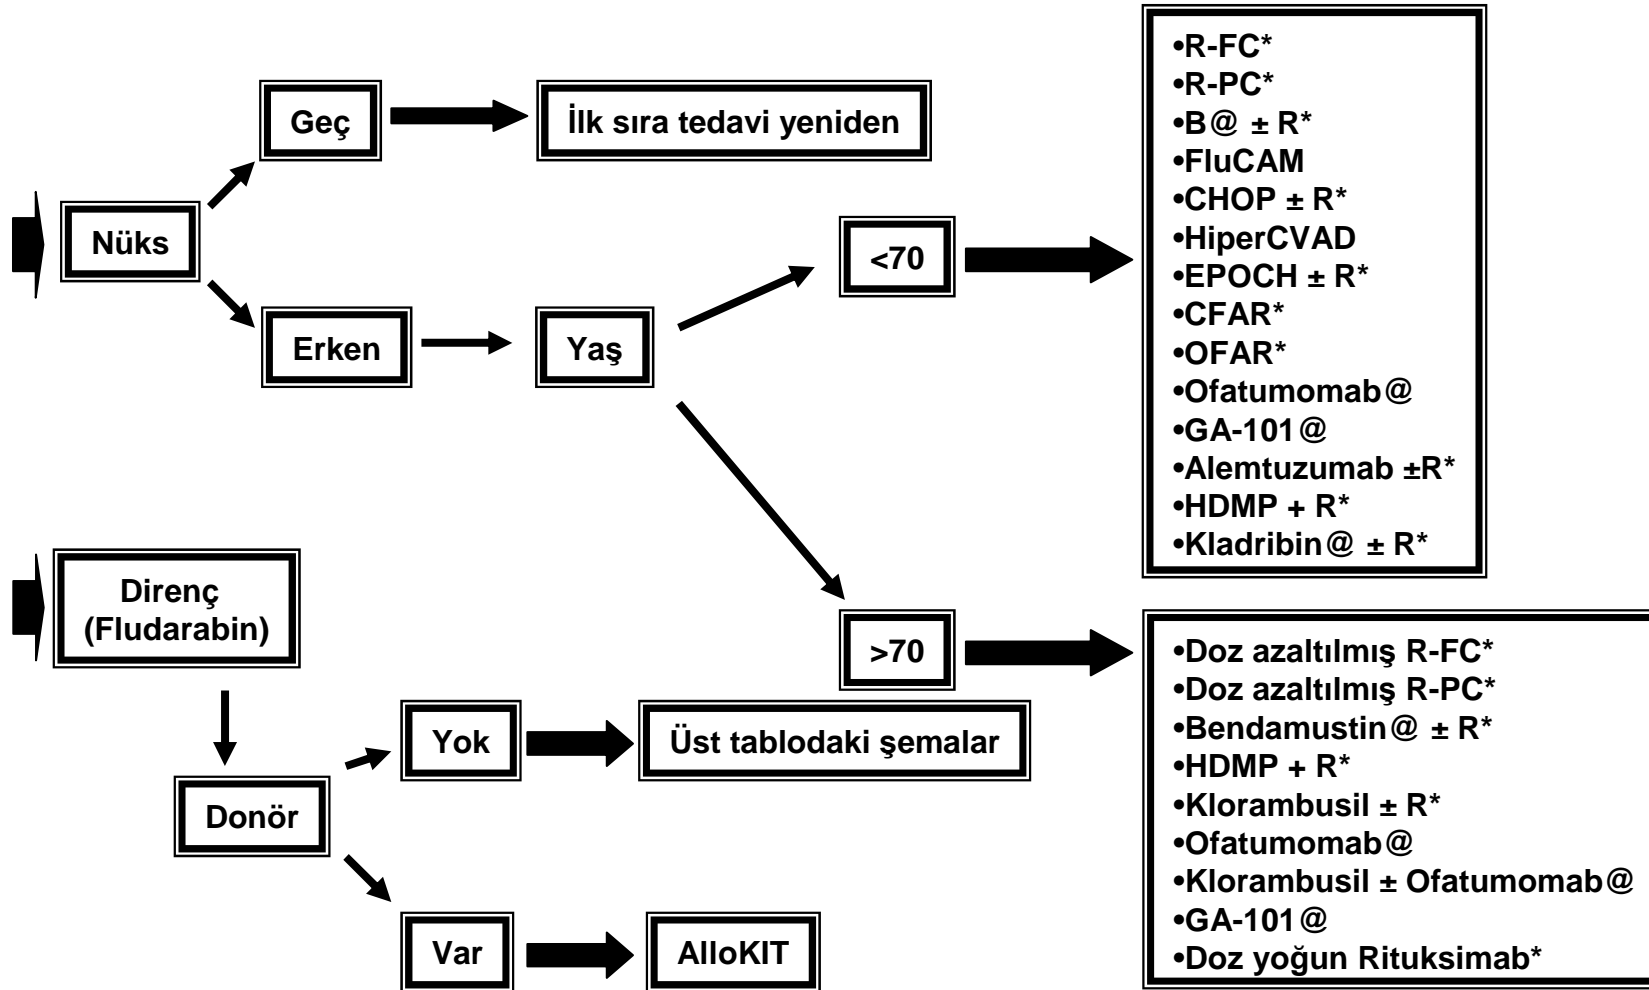 Nüks
Geç
İlk sıra tedavi yeniden
Erken
Yaş
<70
•R-FC*
•R-PC*
•B@ ± R*
•FluCAM
•CHOP ± R*
•HiperCVAD
•EPOCH ± R*
•CFAR*
•OFAR*
•Ofatumomab@
•GA-101@
•Alemtuzumab ±R*
•HDMP + R*
•Kladribin@ ± R*
>70
•Doz azaltılmış R-FC*
•Doz azaltılmış R-PC*
•Bendamustin@ ± R*
•HDMP + R*
•Klorambusil ± R*
•Ofatumomab@
•Klorambusil ± Ofatumomab@
•GA-101@
•Doz yoğun Rituksimab*
Direnç
(Fludarabin)
Donör
Yok
Üst tablodaki şemalar
Var
AlloKIT